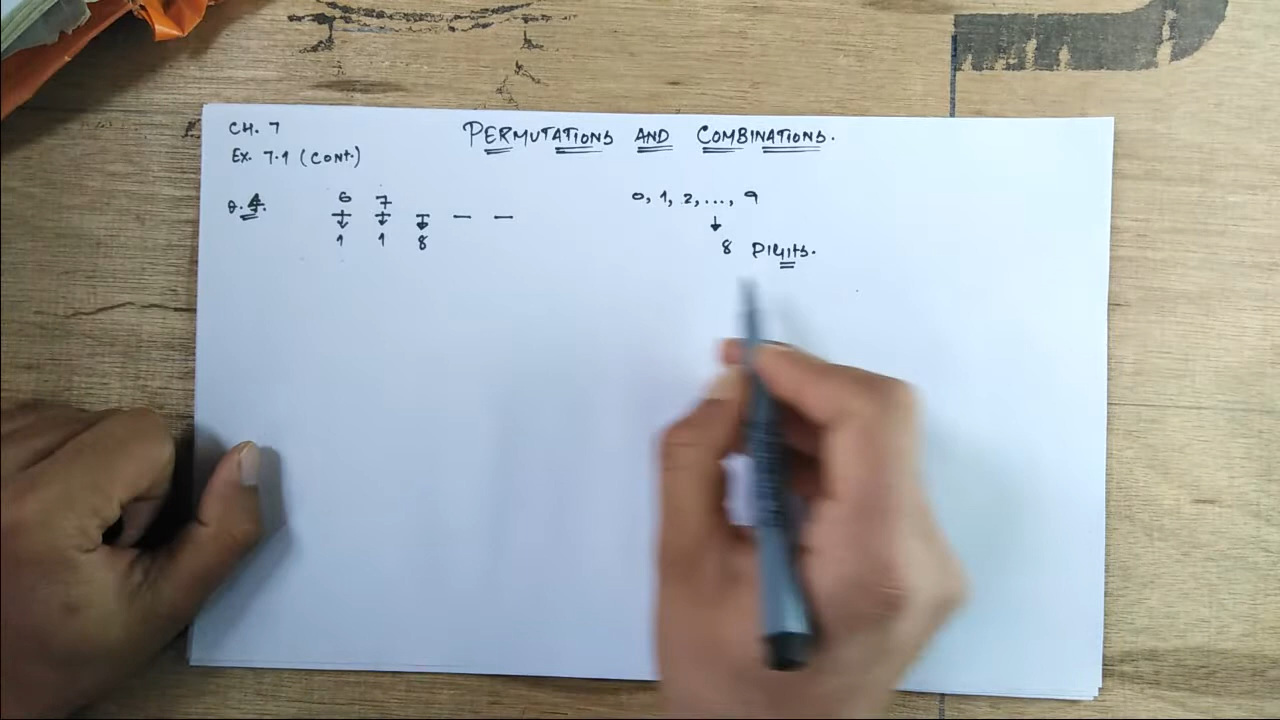 CH. 7
PERMUTATIONS AND COMBINATIONS.
Ex. 7.1 (CONT.)
6 7
0, 1, 2, ..., 9
1 1 8
8 DIGITS.